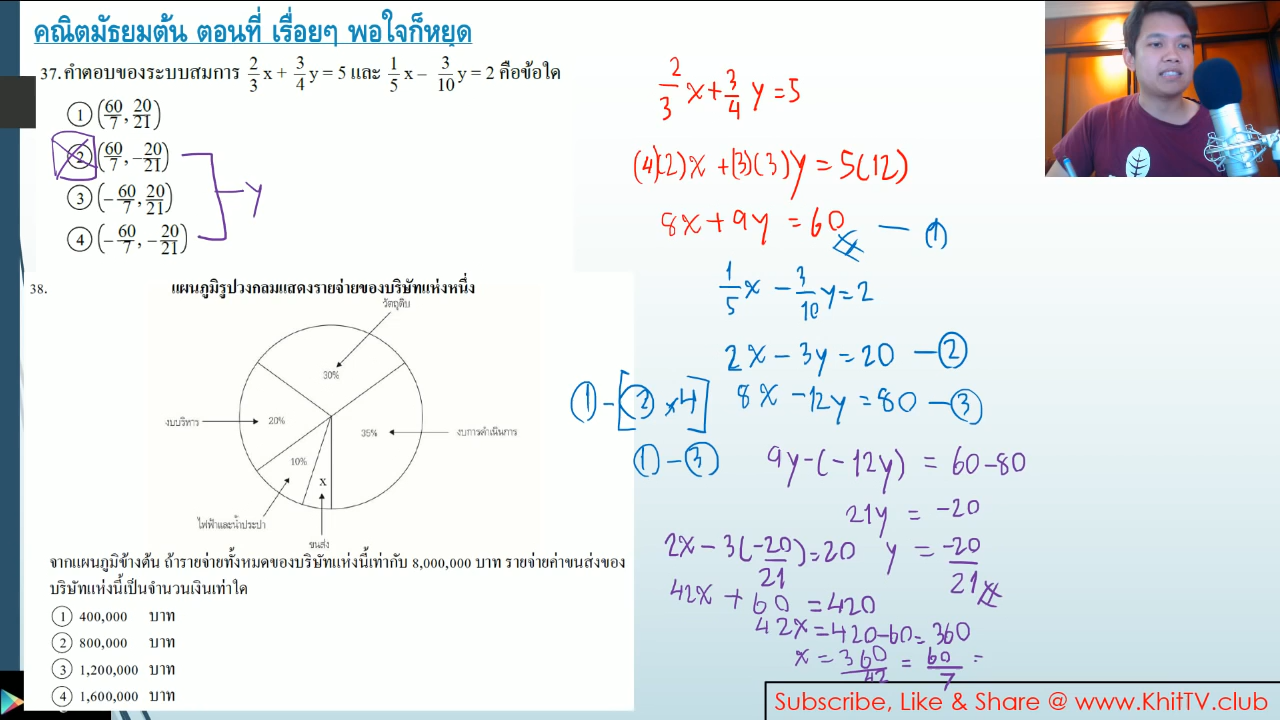 คณิตมัธยมต้น ตอนที่ เรื่อยๆ พอใจก็หยุด
37. คำตอบของระบบสมการ 2/3 x + 3/4 y = 5 และ 1/5 x – 3/10 y = 2 คือข้อใด
① (60/7, 20/21)
② (60/7, –20/21)
③ (–60/7, 20/21)
④ (–60/7, –20/21)
y
38.
แผนภูมิรูปวงกลมแสดงรายจ่ายของบริษัทแห่งหนึ่ง
วัตถุดิบ
30%
งบบริหาร
20%
35%
งบการดำเนินการ
10%
x
ไฟฟ้าและน้ำประปา
ขนส่ง
จากแผนภูมิข้างต้น ถ้ารายจ่ายทั้งหมดของบริษัทแห่งนี้เท่ากับ 8,000,000 บาท รายจ่ายค่าขนส่งของ
บริษัทแห่งนี้เป็นจำนวนเงินเท่าใด
① 400,000 บาท
② 800,000 บาท
③ 1,200,000 บาท
④ 1,600,000 บาท
2/3 x + 3/4 y = 5
(4)(2)x + (3)(3)y = 5(12)
8x + 9y = 60 — ①
1/5 x – 3/10 y = 2
2x – 3y = 20 — ②
① – [② × 4] 8x – 12y = 80 — ③
① – ③ 9y – (–12y) = 60 – 80
21y = –20
2x – 3(–20/21) = 20 y = –20/21
42x + 60 = 420
42x = 420 – 60 = 360
x = 360/42 = 60/7 =
Subscribe, Like & Share @ www.KhitTV.club